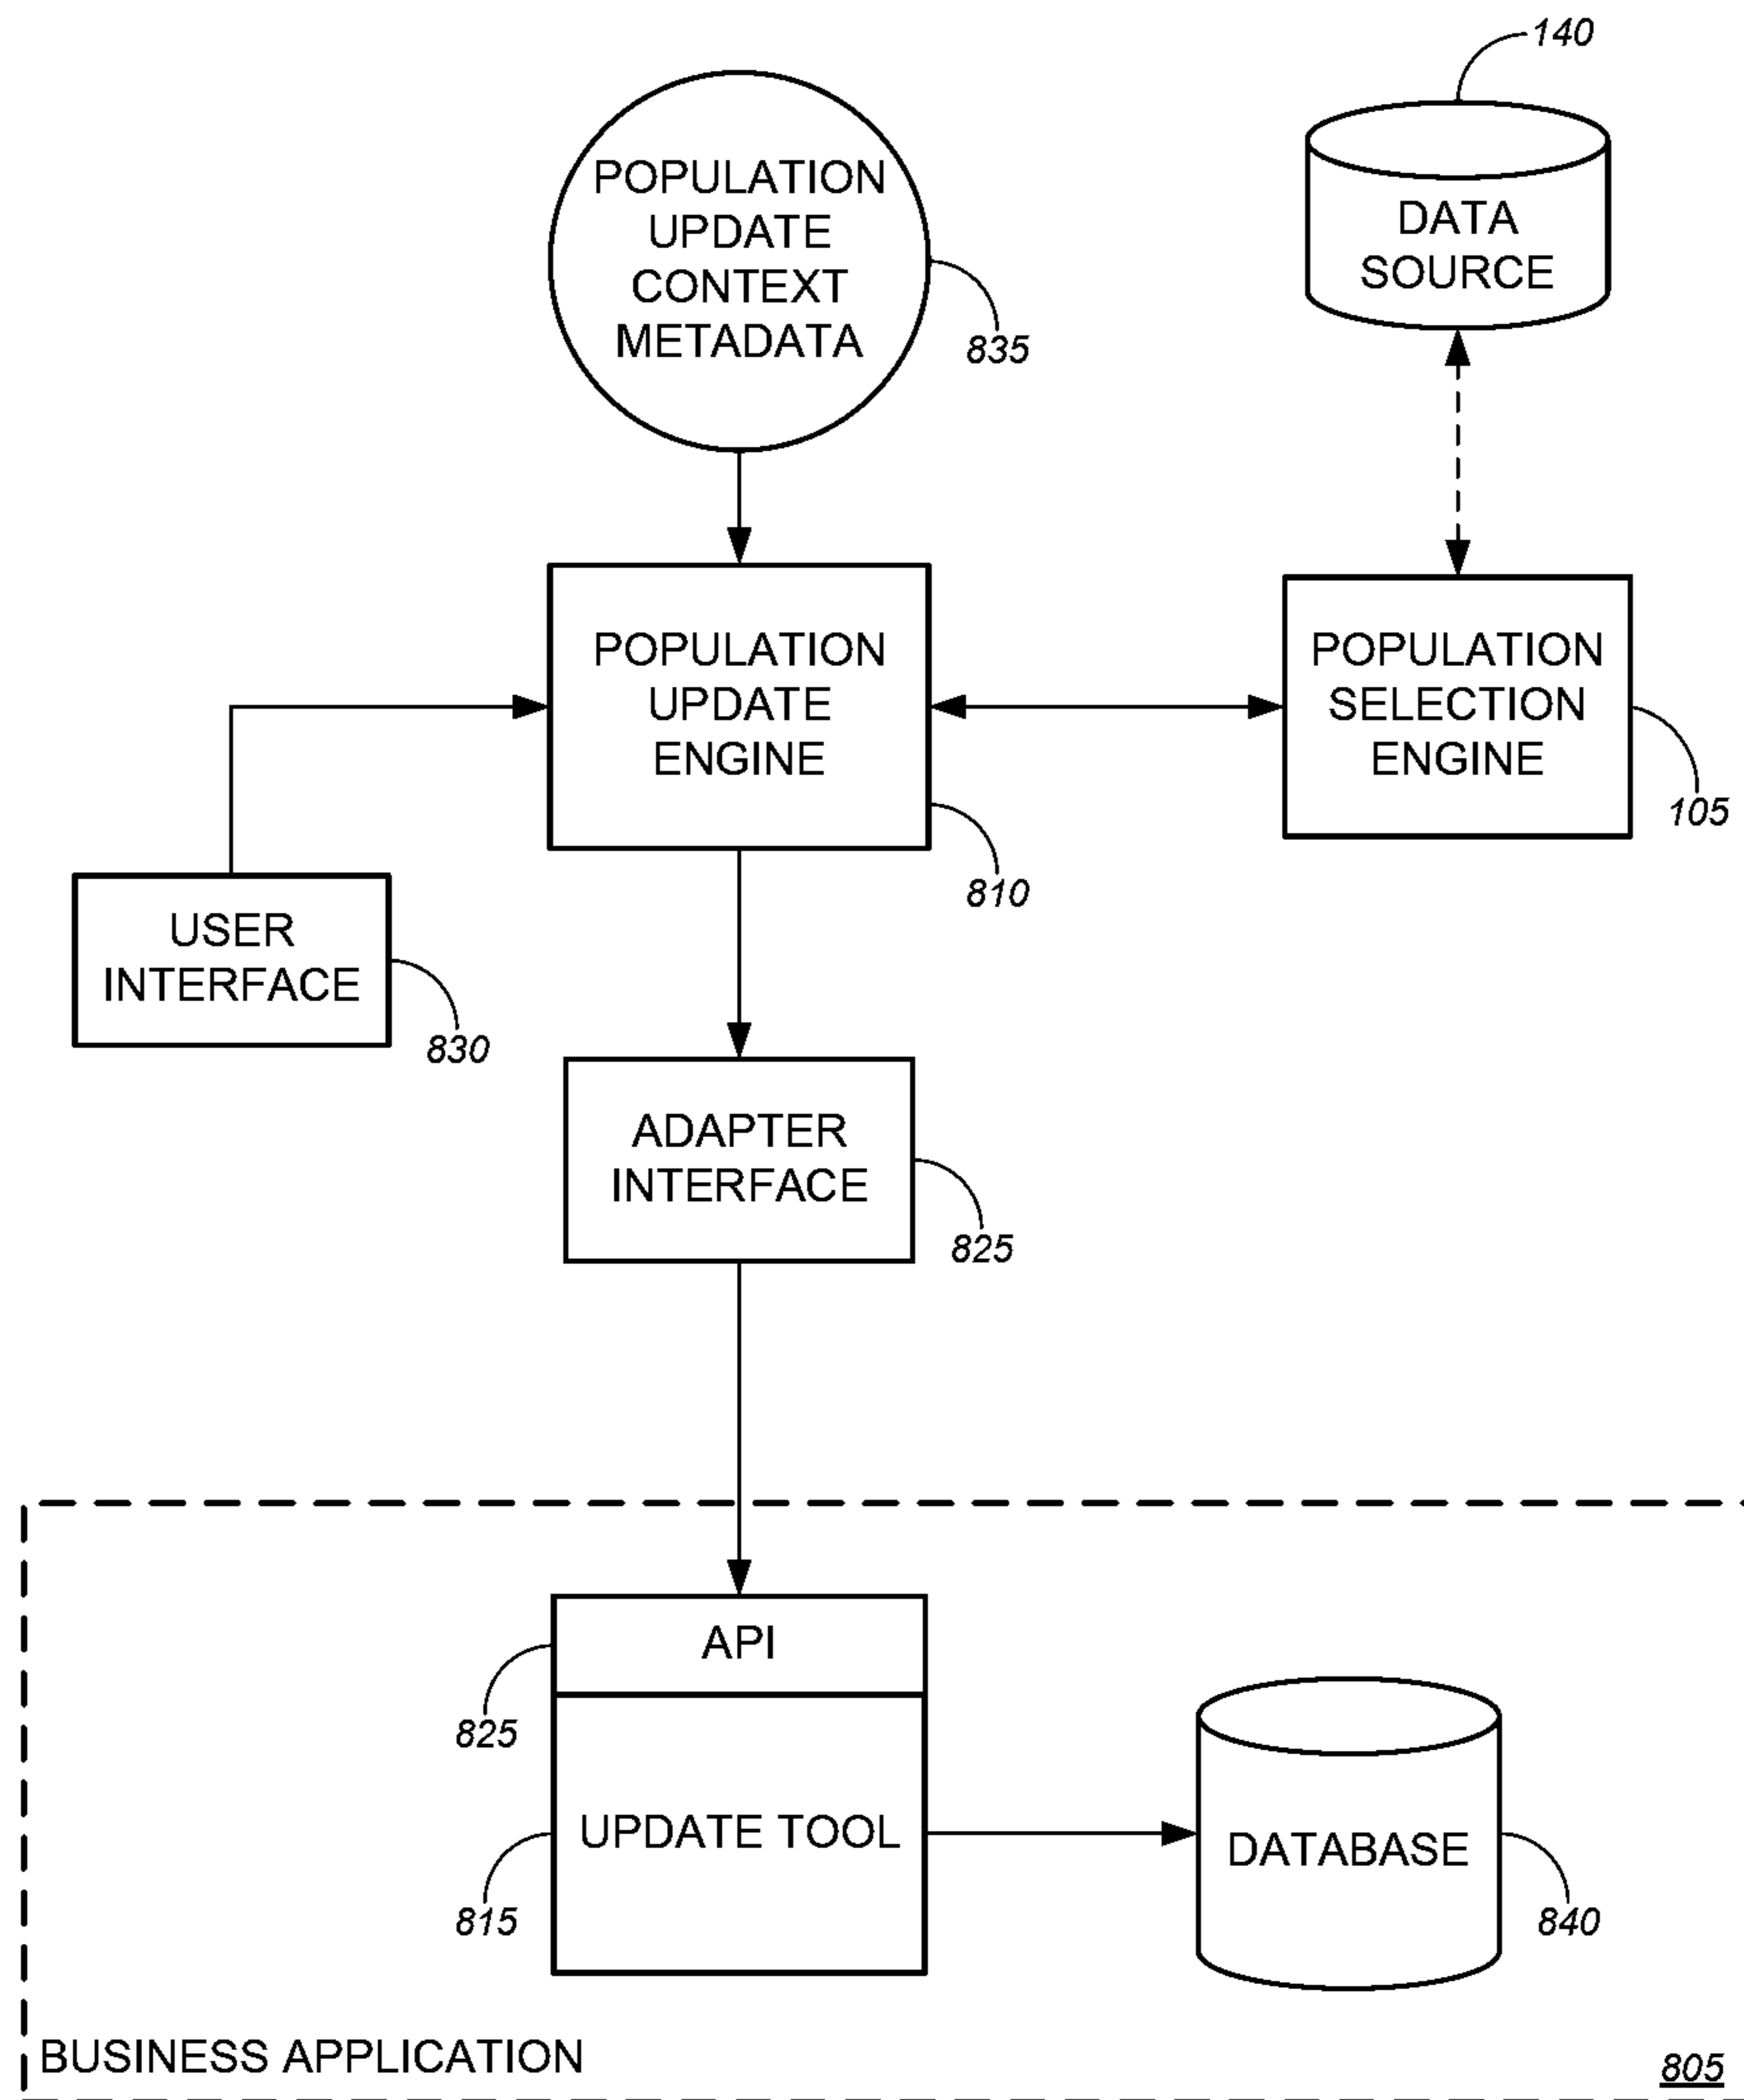 140
POPULATION
UPDATE
CONTEXT
METADATA
835
DATA
SOURCE
POPULATION
UPDATE
ENGINE
810
POPULATION
SELECTION
ENGINE
105
USER
INTERFACE
830
ADAPTER
INTERFACE
825
API
825
UPDATE TOOL
815
DATABASE
840
BUSINESS APPLICATION
805